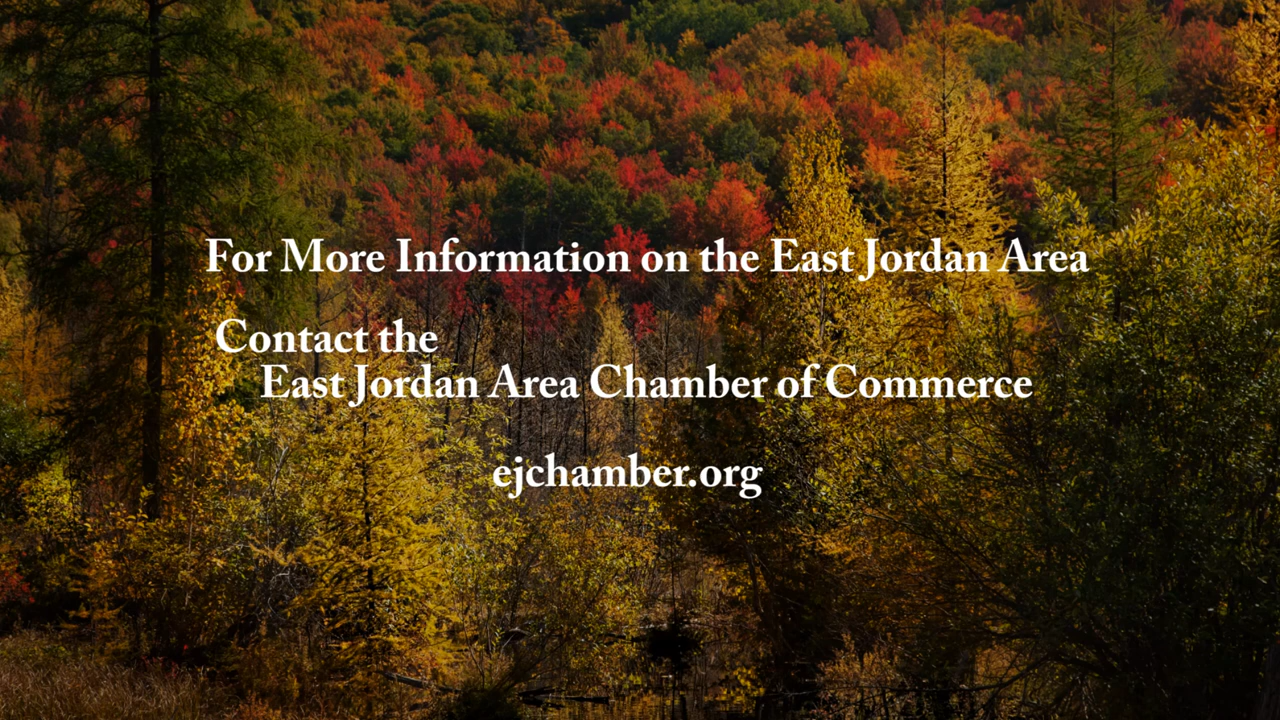 For More Information on the East Jordan Area
Contact the
East Jordan Area Chamber of Commerce
ejchamber.org